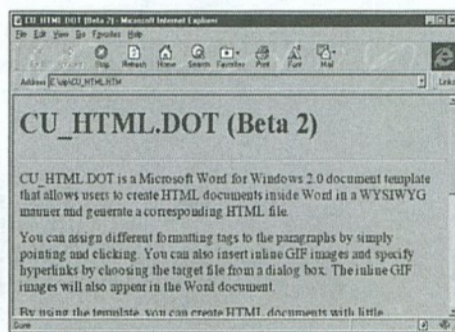 CU_HTML.DOT (Beta 2) - Microsoft Internet Explorer
File Edit View Go Favorites Help
Stop Refresh Home Search Favorites Print Font Mail
Address Links
CU_HTML.DOT (Beta 2)
CU_HTML.DOT is a Microsoft Word for Windows 2.0 document template
that allows users to create HTML documents inside Word in a WYSIWYG
manner and generate a corresponding HTML file.
You can assign different formatting tags to the paragraphs by simply
pointing and clicking. You can also insert inline GIF images and specify
hyperlinks by choosing the target file from a dialog box. The inline GIF
images will also appear in the Word document.
By using the template, you can create HTML documents with little
Done